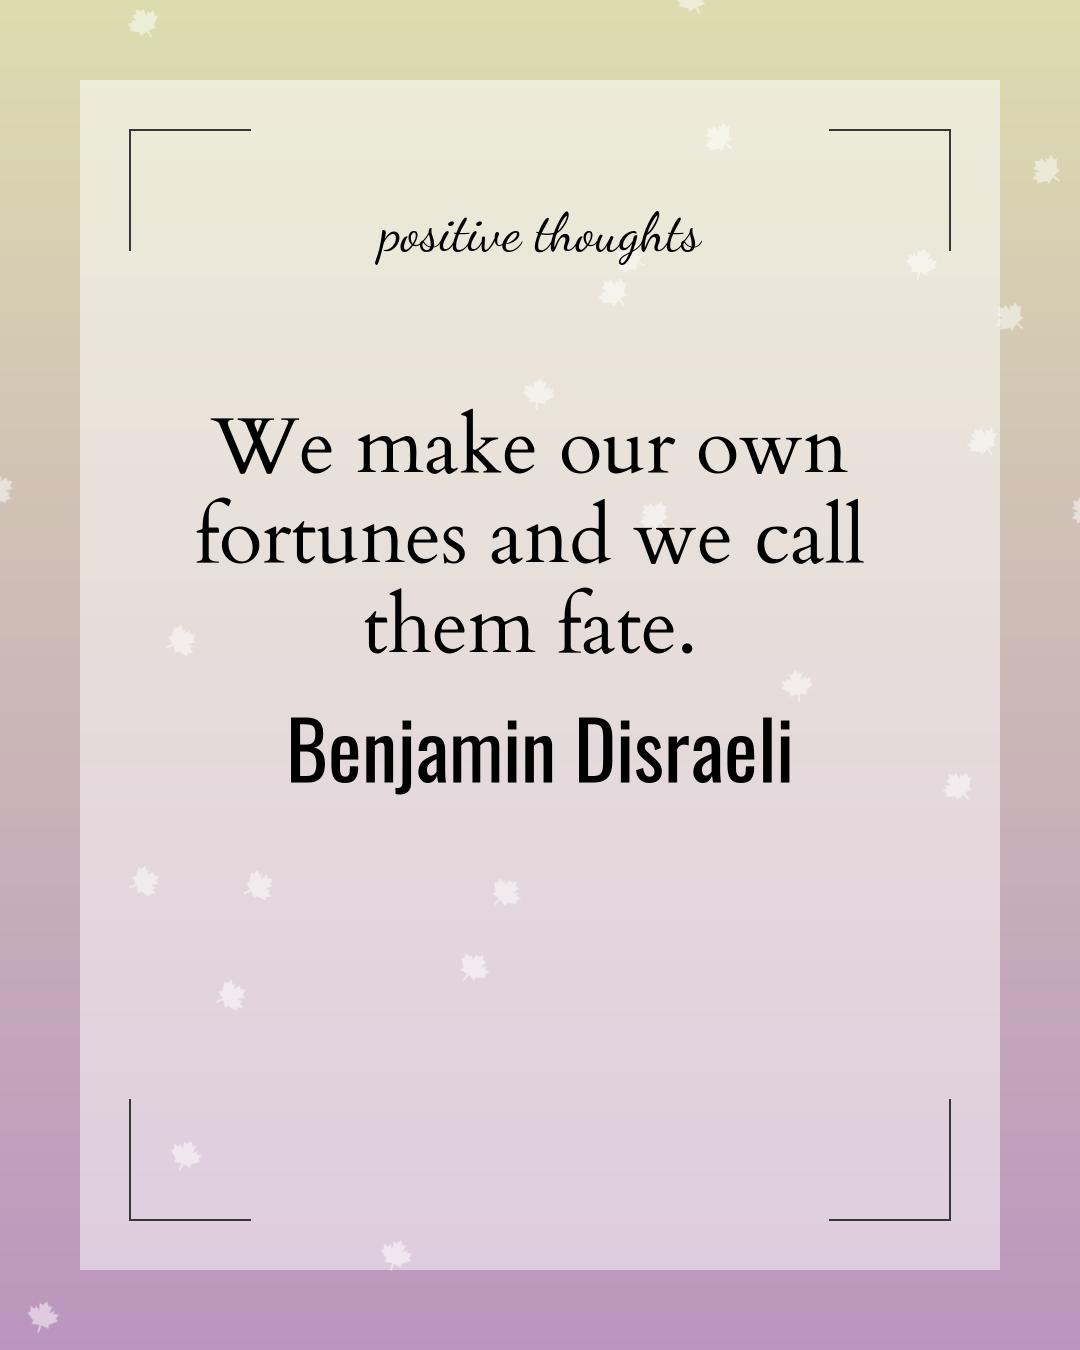 positive thoughts
We make our own
fortunes and we call
them fate.
Benjamin Disraeli